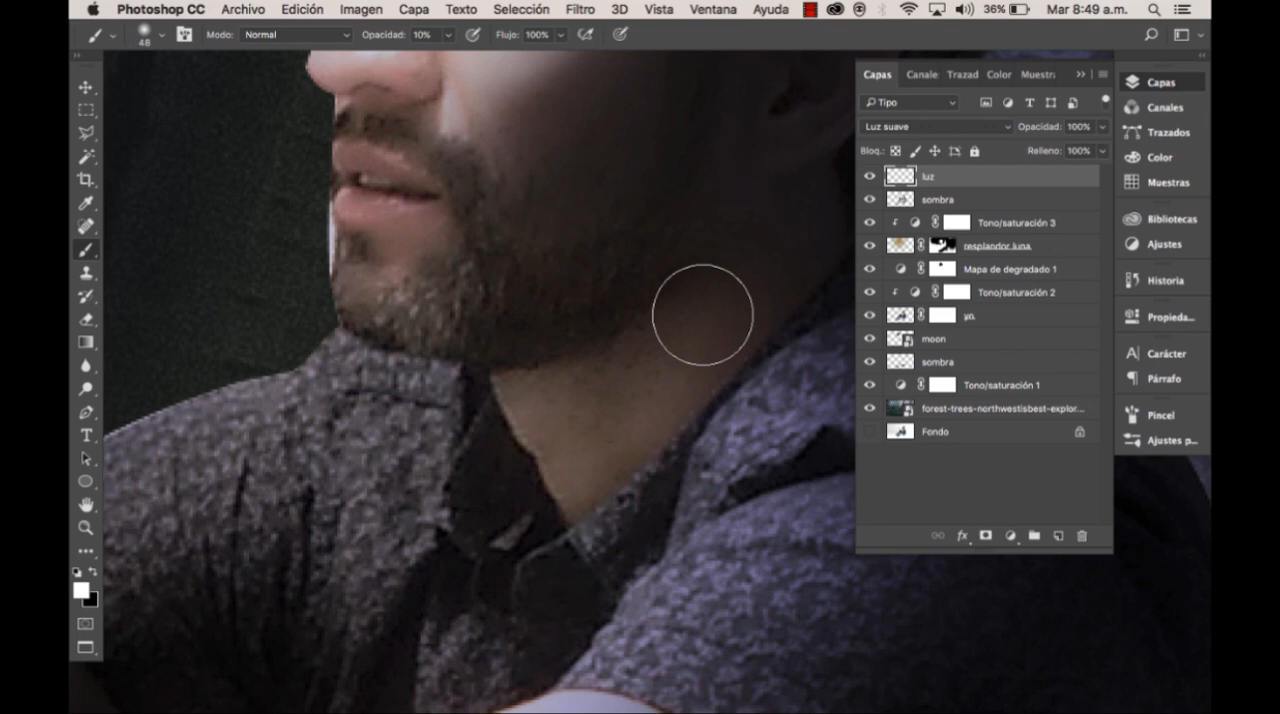 Photoshop CC Archivo Edición Imagen Capa Texto Selección Filtro 3D Vista Ventana Ayuda 36% Mar 8:49 a.m.
48 Modo: Normal Opacidad: 10% Flujo: 100%
Capas Canale Trazad Color Muestra
Tipo
Luz suave Opacidad: 100%
Bloq.: Relleno: 100%
luz
sombra
Tono/saturación 3
resplandor luna
Mapa de degradado 1
Tono/saturación 2
yo
moon
sombra
Tono/saturación 1
forest-trees-northwestisbest-explor...
Fondo
fx
Capas
Canales
Trazados
Color
Muestras
Bibliotecas
Ajustes
Historia
Propieda...
Carácter
Párrafo
Pincel
Ajustes p...